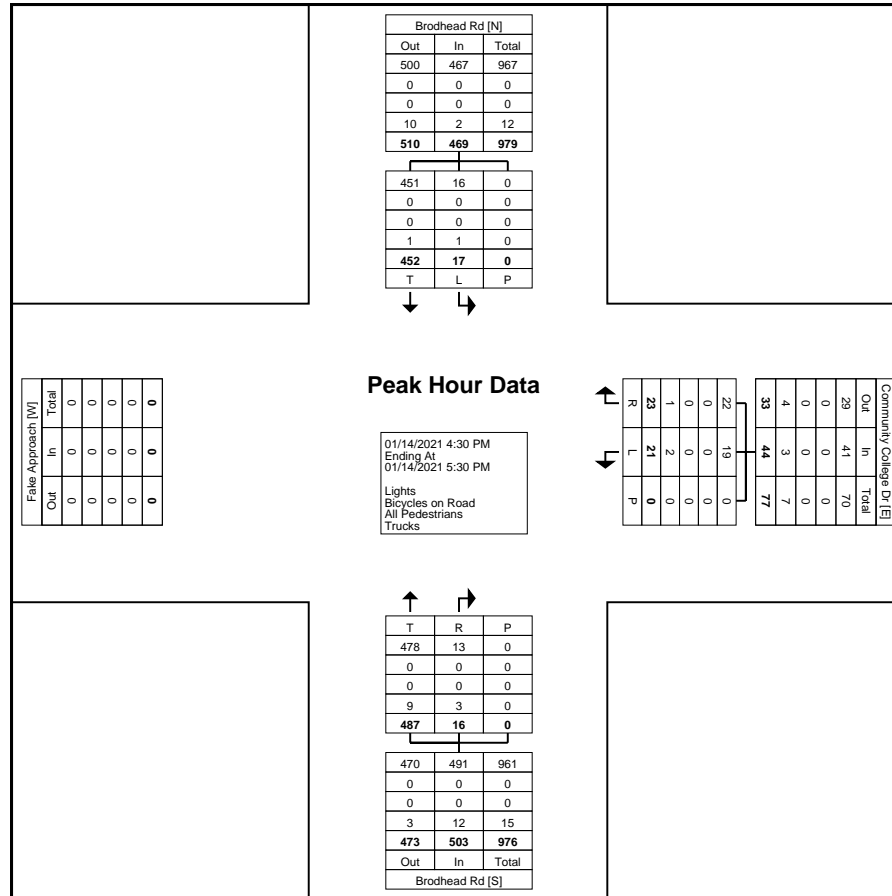 Brodhead Rd [N]
Out In Total
500 467 967
0 0 0
0 0 0
10 2 12
510 469 979
451 16 0
0 0 0
0 0 0
1 1 0
452 17 0
T L P
Fake Approach [W]
Total 0 0 0 0 0
In 0 0 0 0 0
Out 0 0 0 0 0
Peak Hour Data
01/14/2021 4:30 PM
Ending At
01/14/2021 5:30 PM
Lights
Bicycles on Road
All Pedestrians
Trucks
R 23 1 0 0 22
L 21 2 0 0 19
P 0 0 0 0 0
Community College Dr [E]
Out In Total
29 41 70
0 0 0
0 0 0
4 3 7
33 44 77
T R P
478 13 0
0 0 0
0 0 0
9 3 0
487 16 0
470 491 961
0 0 0
0 0 0
3 12 15
473 503 976
Out In Total
Brodhead Rd [S]